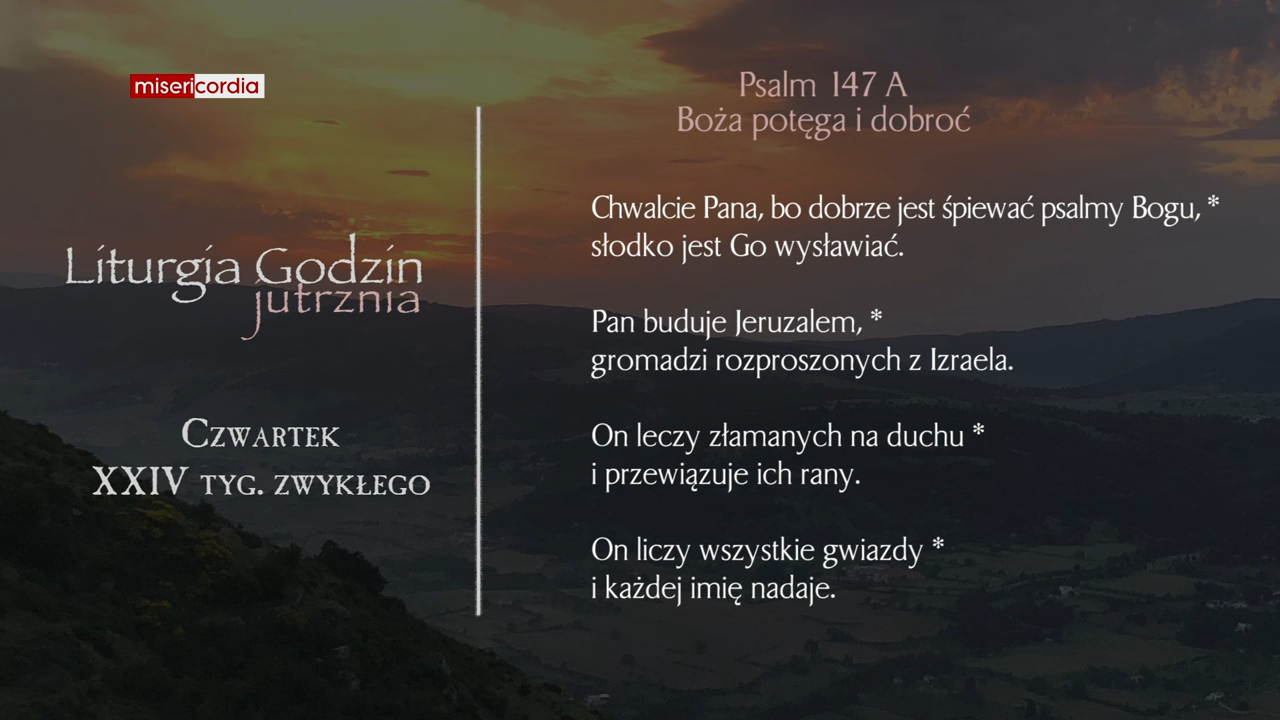 misericordia
Liturgia Godzin
jutrznia
Czwartek
XXIV tyg. zwykłego
Psalm 147 A
Boża potęga i dobroć
Chwalcie Pana, bo dobrze jest śpiewać psalmy Bogu, *
słodko jest Go wysławiać.
Pan buduje Jeruzalem, *
gromadzi rozproszonych z Izraela.
On leczy złamanych na duchu *
i przewiązuje ich rany.
On liczy wszystkie gwiazdy *
i każdej imię nadaje.